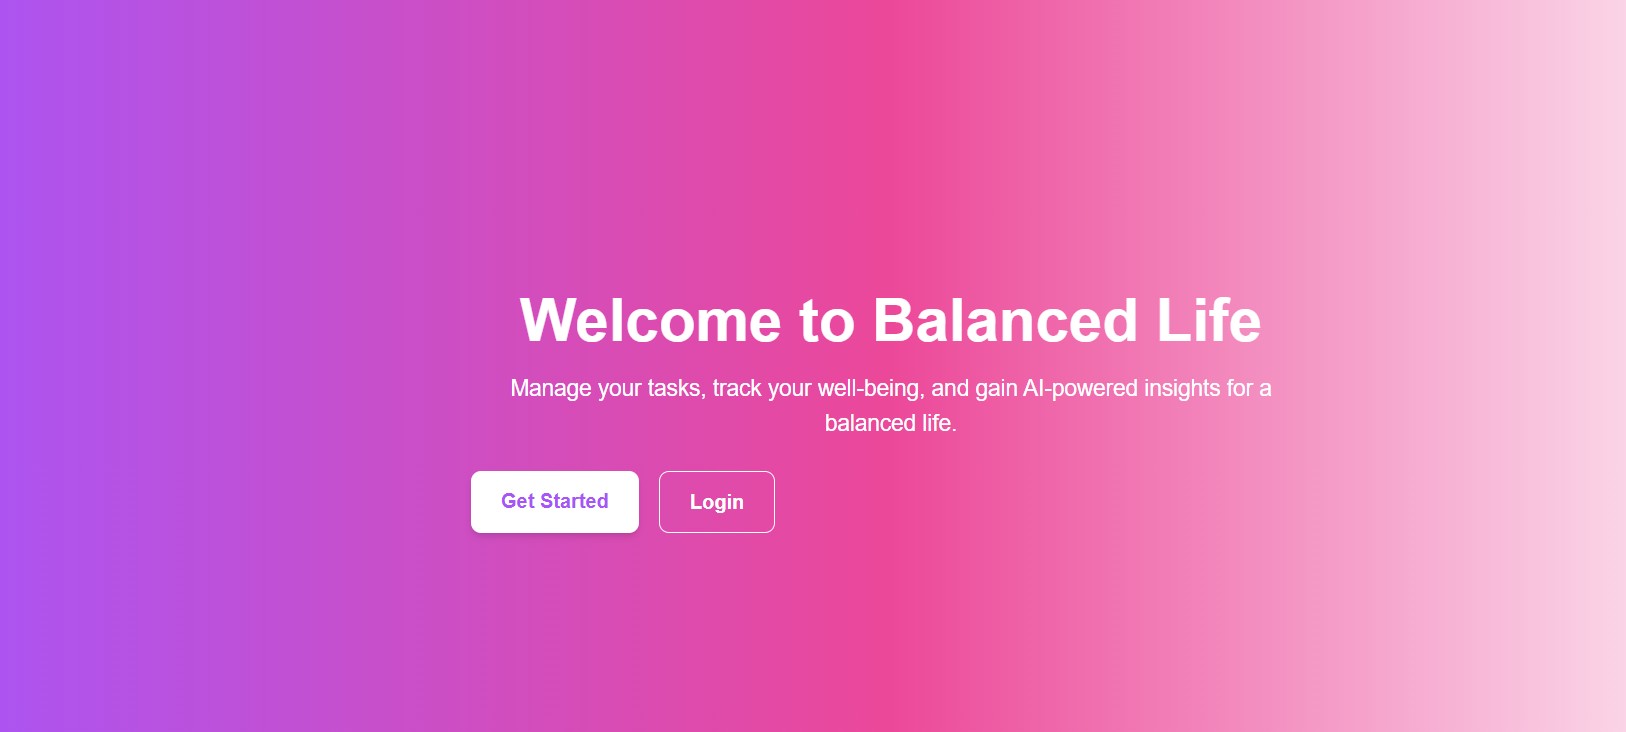 Welcome to Balanced Life
Manage your tasks, track your well-being, and gain AI-powered insights for a
balanced life.
Get Started
Login